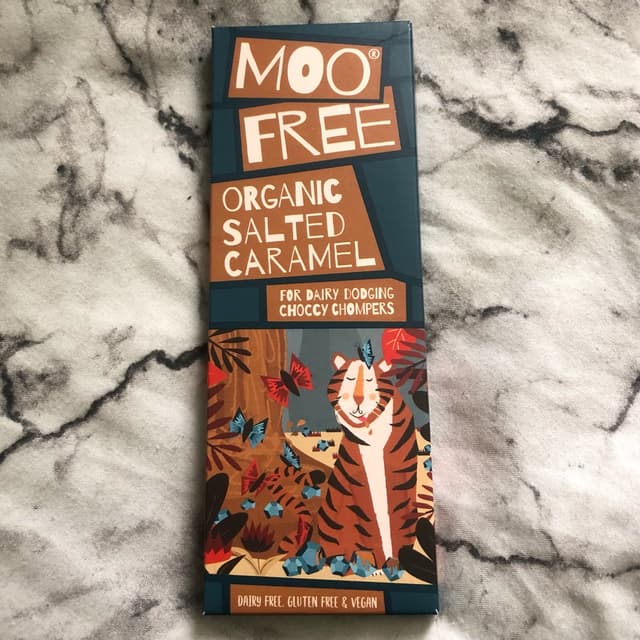 MOO®
FREE
ORGANIC
SALTED
CARAMEL
FOR DAIRY DODGING
CHOCCY CHOMPERS
DAIRY FREE, GLUTEN FREE & VEGAN